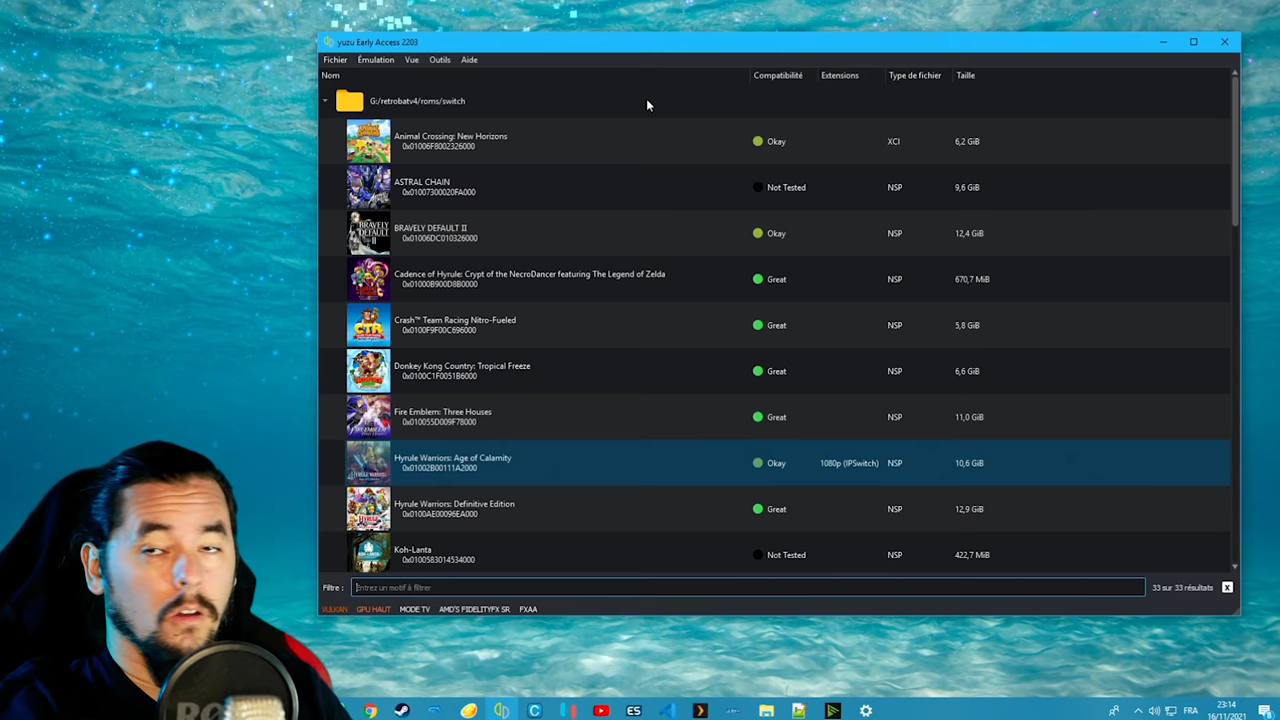 yuzu Early Access 2203
Fichier Émulation Vue Outils Aide
Nom Compatibilité Extensions Type de fichier Taille
G:/retrobatv4/roms/switch
Animal Crossing: New Horizons
0x01006F8002326000
Okay XCI 6,2 GiB
ASTRAL CHAIN
0x01007300020FA000
Not Tested NSP 9,6 GiB
BRAVELY DEFAULT II
0x01006DC010326000
Okay NSP 12,4 GiB
Cadence of Hyrule: Crypt of the NecroDancer featuring The Legend of Zelda
0x01000B900D8B0000
Great NSP 670,7 MiB
Crash™ Team Racing Nitro-Fueled
0x0100F9F00C696000
Great NSP 5,8 GiB
Donkey Kong Country: Tropical Freeze
0x0100C1F0051B6000
Great NSP 6,6 GiB
Fire Emblem: Three Houses
0x010055D009F78000
Great NSP 11,0 GiB
Hyrule Warriors: Age of Calamity
0x01002B00111A2000
Okay 1080p (IPSwitch) NSP 10,6 GiB
Hyrule Warriors: Definitive Edition
0x0100AE00096EA000
Great NSP 12,9 GiB
Koh-Lanta
0x0100583014534000
Not Tested NSP 422,7 MiB
Filtre : Entrez un motif à filtrer 33 sur 33 résultats X
VULKAN GPU HAUT MODE TV AMD'S FIDELITYFX SR FXAA
ES FRA 23:14
16/11/2021